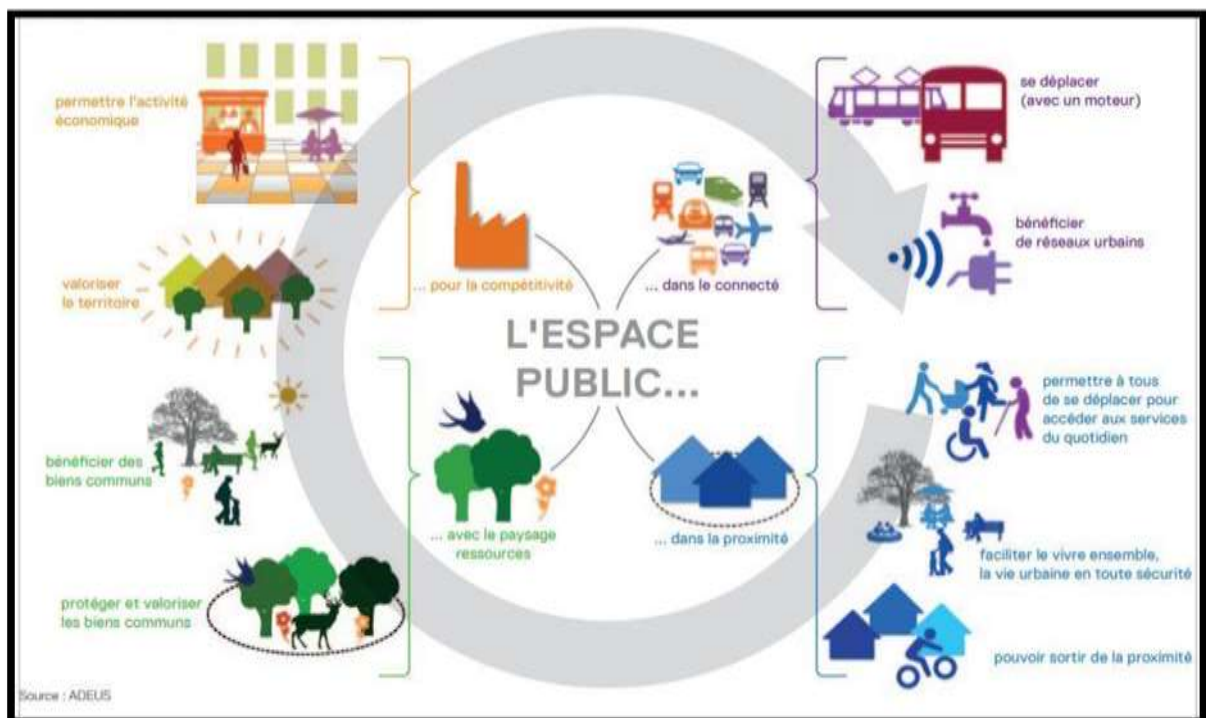 permettre l'activité
économique
valoriser
le territoire
... pour la compétitivité
se déplacer
(avec un moteur)
bénéficier
de réseaux urbains
... dans le connecté
L'ESPACE
PUBLIC...
bénéficier des
biens communs
protéger et valoriser
les biens communs
... avec le paysage
ressources
... dans la proximité
permettre à tous
de se déplacer pour
accéder aux services
du quotidien
faciliter le vivre ensemble,
la vie urbaine en toute sécurité
pouvoir sortir de la proximité
Source : ADEUS